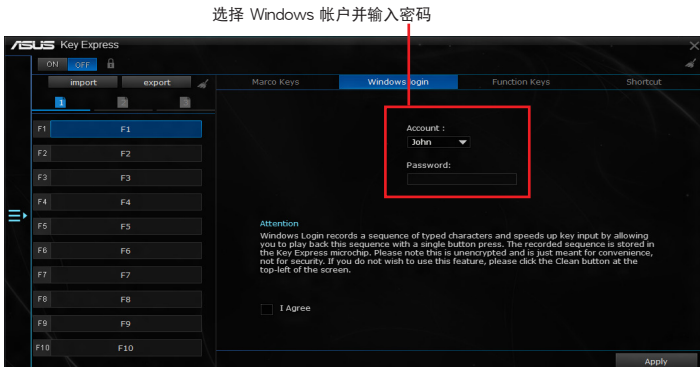 选择 Windows 帐户并输入密码
ASUS Key Express
ON OFF
import export
Marco Keys Windows login Function Keys Shortcut
1 2 3
F1 F1
F2 F2
F3 F3
F4 F4
F5 F5
F6 F6
F7 F7
F8 F8
F9 F9
F10 F10
Account :
John
Password:
Attention
Windows Login records a sequence of typed characters and speeds up key input by allowing
you to play back this sequence with a single button press. The recorded sequence is stored in
the Key Express microchip. Please note this is unencrypted and is just meant for convenience,
not for security. If you do not wish to use this feature, please click the Clean button at the
top-left of the screen.
I Agree
Apply